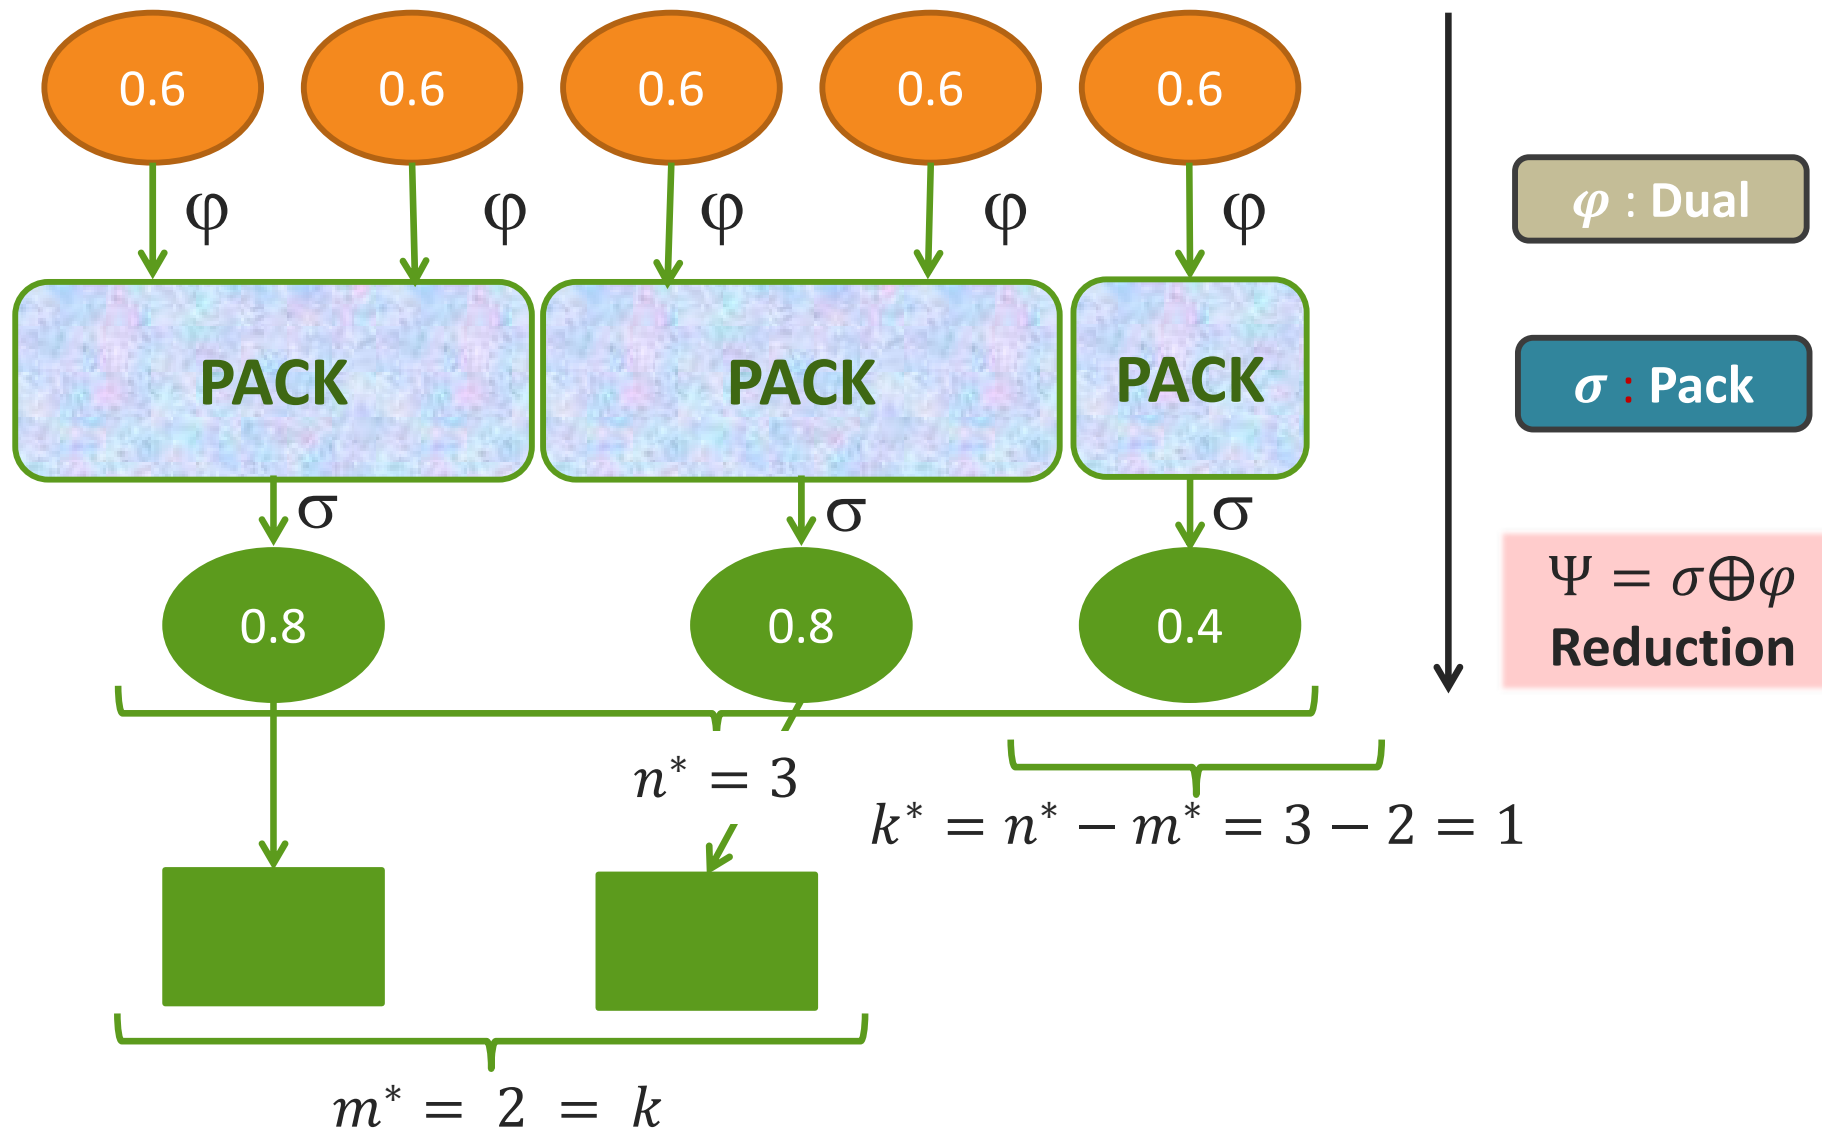 0.6 0.6 0.6 0.6 0.6
φ φ φ φ φ
φ : Dual
PACK PACK PACK
σ : Pack
σ σ σ
0.8 0.8 0.4
Ψ = σ⊕φ
Reduction
n* = 3
k* = n* − m* = 3 − 2 = 1
m* = 2 = k